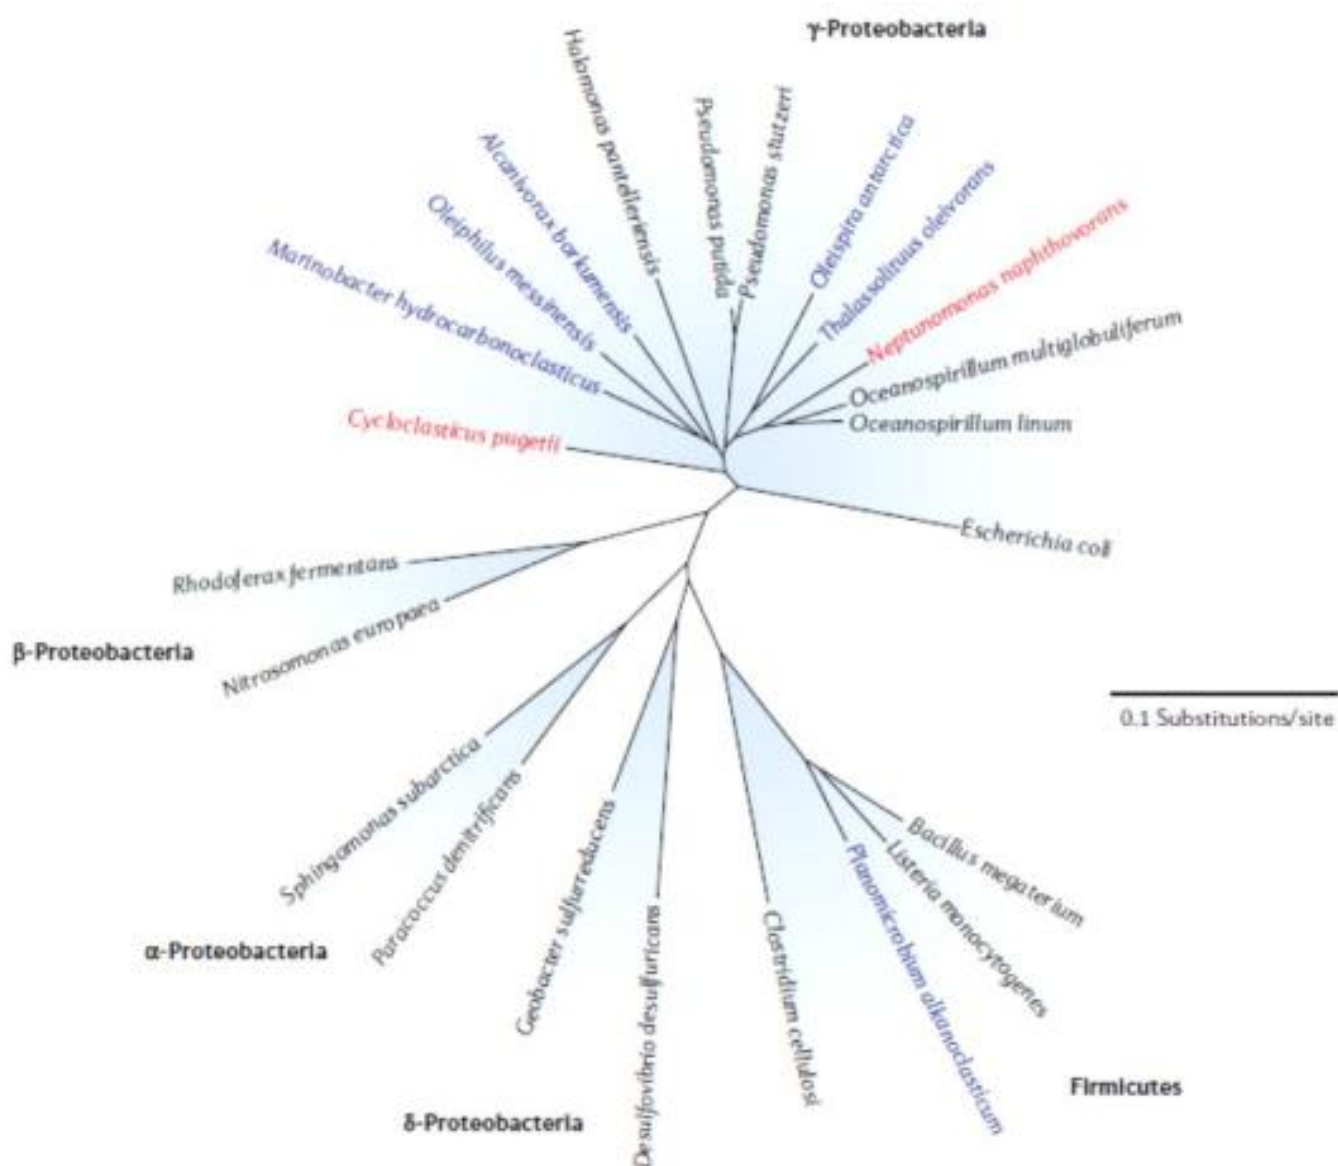 γ-Proteobacteria
Halomonas pantelleriensis
Pseudomonas putida
Pseudomonas stutzeri
Alcanivorax borkumensis
Oleispira antarctica
Oleiphilus messinensis
Thalassolituus oleivorans
Marinobacter hydrocarbonoclasticus
Neptunomonas naphthovorans
Oceanospirillum multiglobuliferum
Cycloclasticus pugetii
Oceanospirillum linum
Escherichia coli
Rhodoferax fermentans
Nitrosomonas europaea
β-Proteobacteria
0.1 Substitutions/site
Sphingomonas subarctica
Paracoccus denitrificans
α-Proteobacteria
Geobacter sulfurreducens
Desulfovibrio desulfuricans
δ-Proteobacteria
Clostridium cellulosi
Planomicrobium alkanoclasticum
Listeria monocytogenes
Bacillus megaterium
Firmicutes